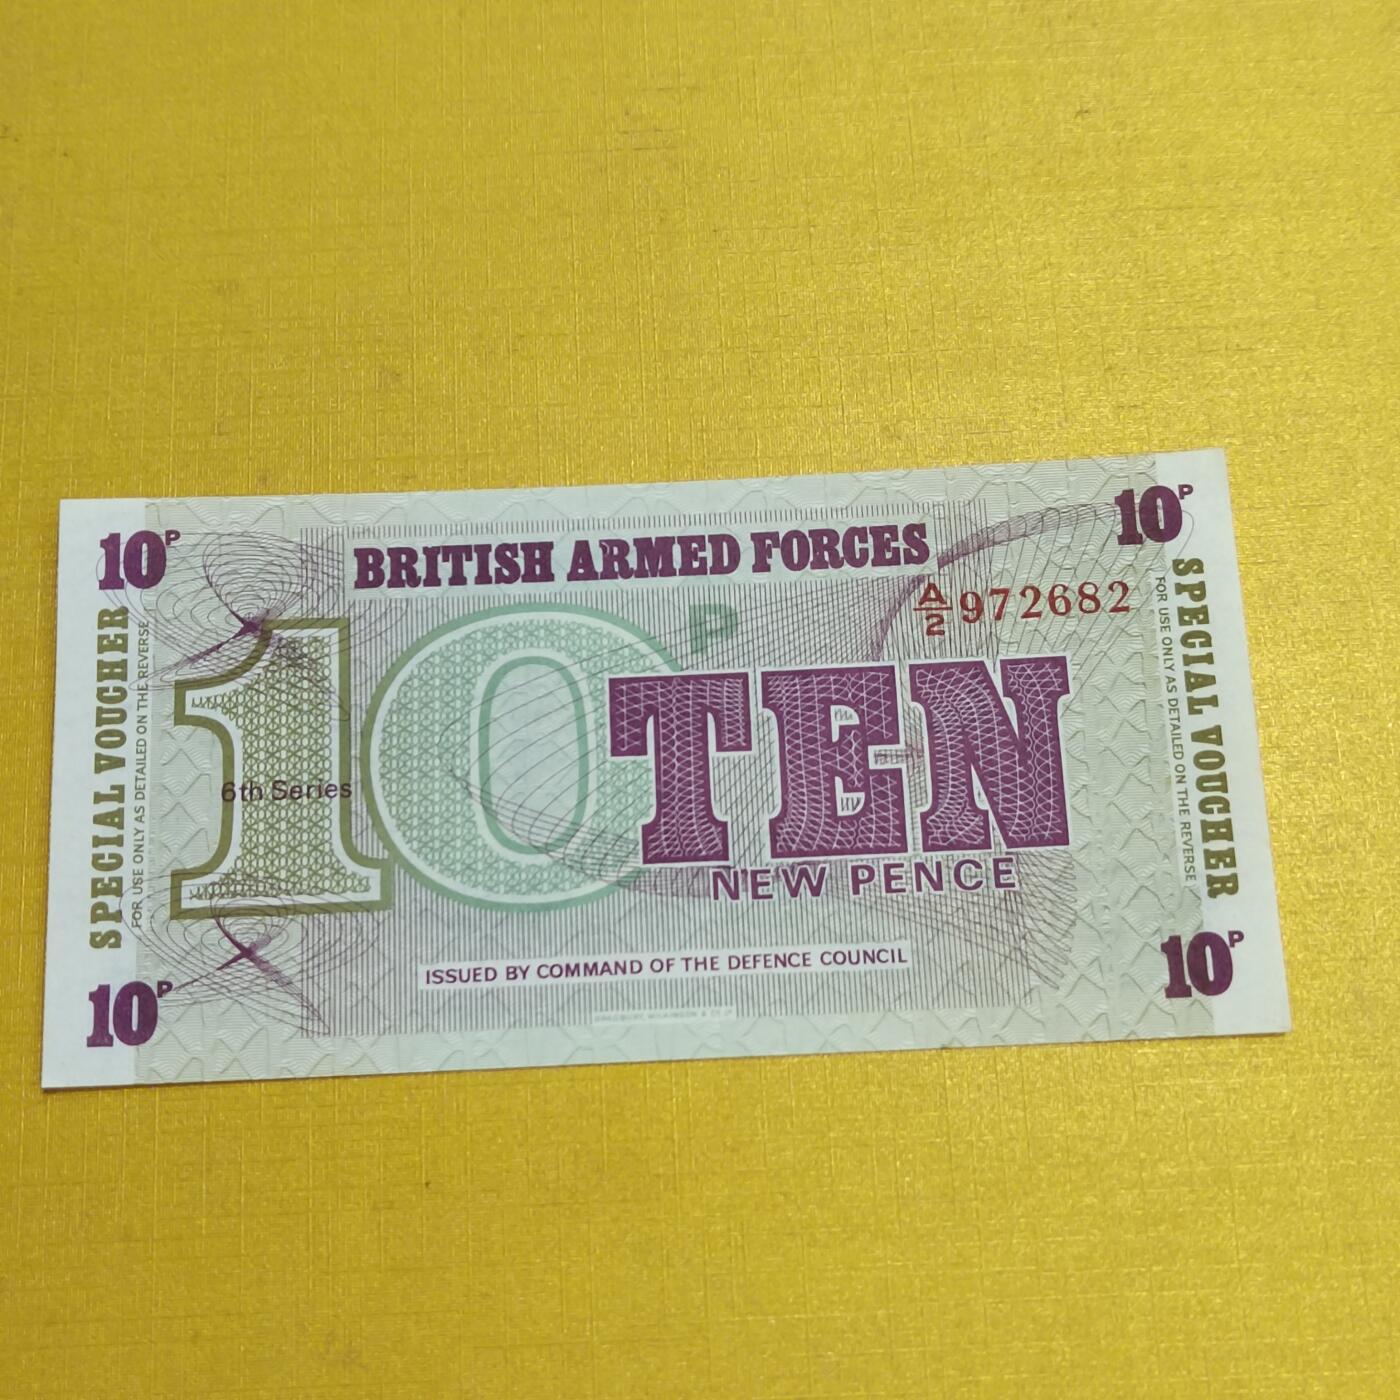 10P
10P
BRITISH ARMED FORCES
A/2 972682
SPECIAL VOUCHER
FOR USE ONLY AS DETAILED ON THE REVERSE
10P
6th Series
TEN
NEW PENCE
SPECIAL VOUCHER
FOR USE ONLY AS DETAILED ON THE REVERSE
ISSUED BY COMMAND OF THE DEFENCE COUNCIL
10P
10P